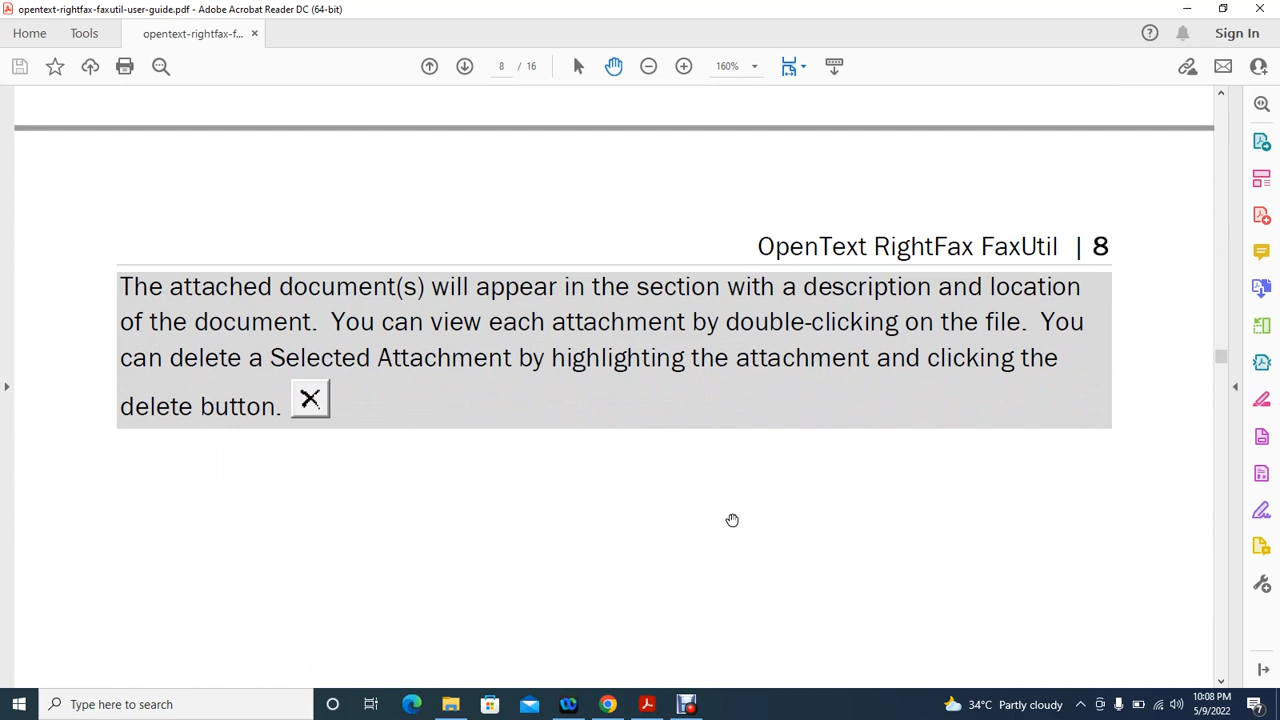 opentext-rightfax-faxutil-user-guide.pdf - Adobe Acrobat Reader DC (64-bit)
Home Tools opentext-rightfax-f... Sign In
8 / 16 160%
OpenText RightFax FaxUtil | 8
The attached document(s) will appear in the section with a description and location
of the document. You can view each attachment by double-clicking on the file. You
can delete a Selected Attachment by highlighting the attachment and clicking the
delete button.
Type here to search
34°C Partly cloudy
10:08 PM
5/9/2022
7